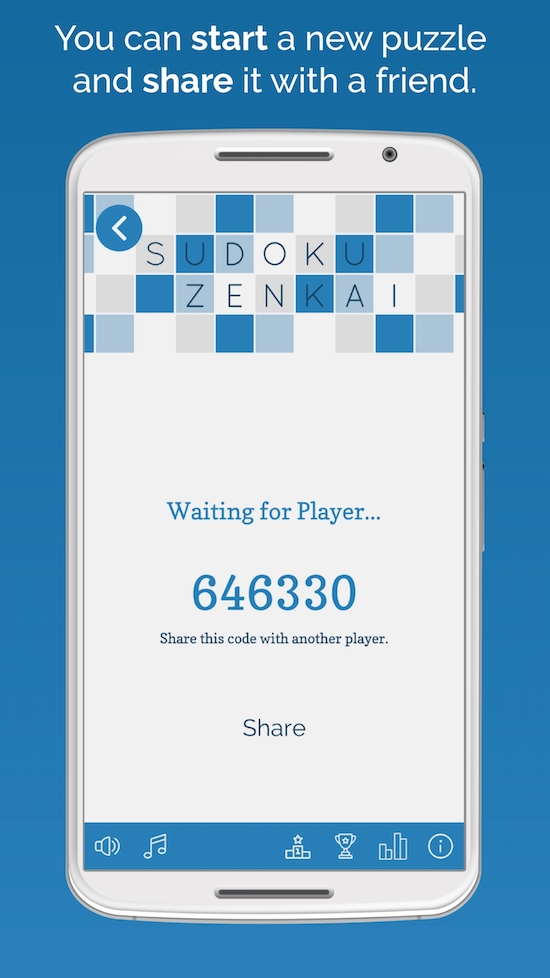 You can start a new puzzle
and share it with a friend.
SUDOKU
ZENKAI
Waiting for Player...
646330
Share this code with another player.
Share
1